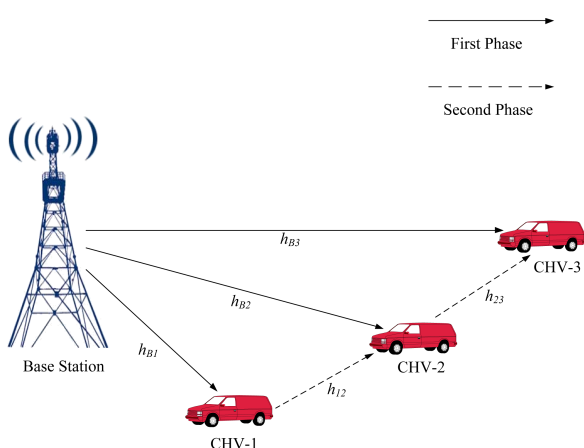 First Phase
Second Phase
h_{B3}
CHV-3
h_{B2}
h_{23}
h_{B1}
Base Station
CHV-2
h_{12}
CHV-1